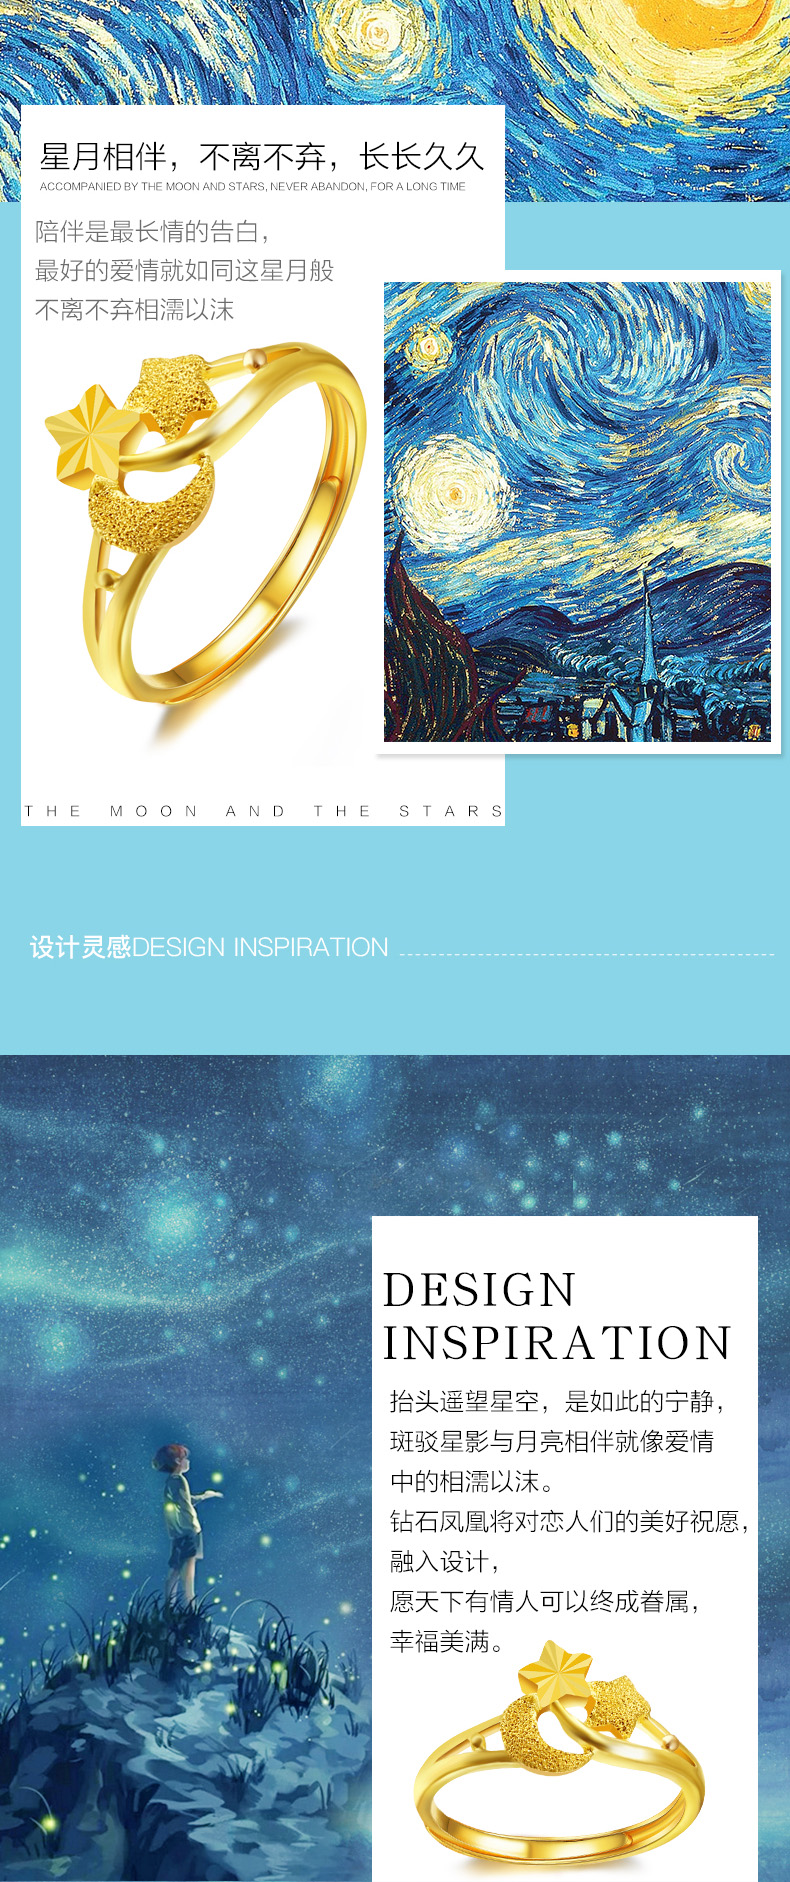 星月相伴，不离不弃，长长久久
ACCOMPANIED BY THE MOON AND STARS, NEVER ABANDON, FOR A LONG TIME
陪伴是最长情的告白，
最好的爱情就如同这星月般
不离不弃相濡以沫
THE MOON AND THE STARS
设计灵感DESIGN INSPIRATION
DESIGN
INSPIRATION
抬头遥望星空，是如此的宁静，
斑驳星影与月亮相伴就像爱情
中的相濡以沫。
钻石凤凰将对恋人们的美好祝愿，
融入设计，
愿天下有情人可以终成眷属，
幸福美满。